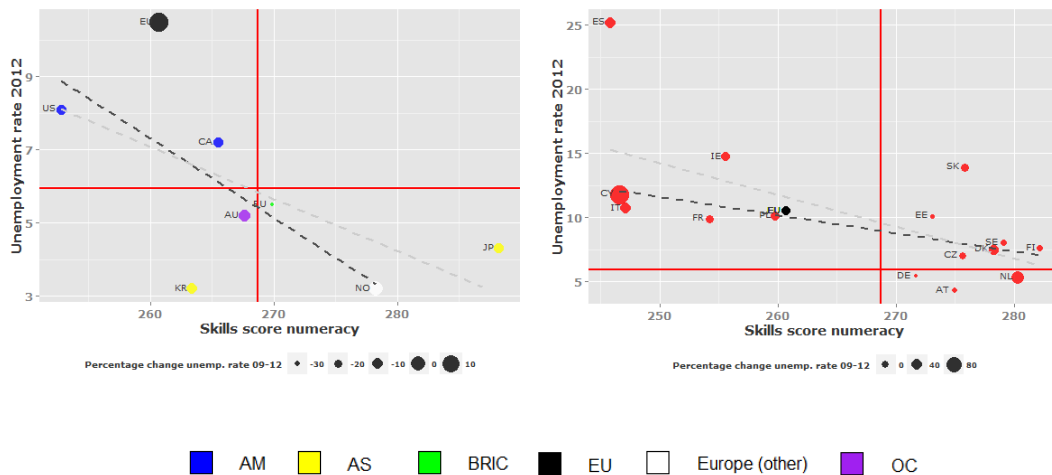 Unemployment rate 2012
9
7
5
3
EU
US
CA
AU
RU
JP
KR
NO
260
270
280
Skills score numeracy
Percentage change unemp. rate 09-12 -30 -20 -10 0 10
Unemployment rate 2012
25
20
15
10
5
ES
IE
SK
CY
IT
FR
PL
EU
EE
SE
DK
FI
CZ
DE
NL
AT
250
260
270
280
Skills score numeracy
Percentage change unemp. rate 09-12 0 40 80
AM AS BRIC EU Europe (other) OC